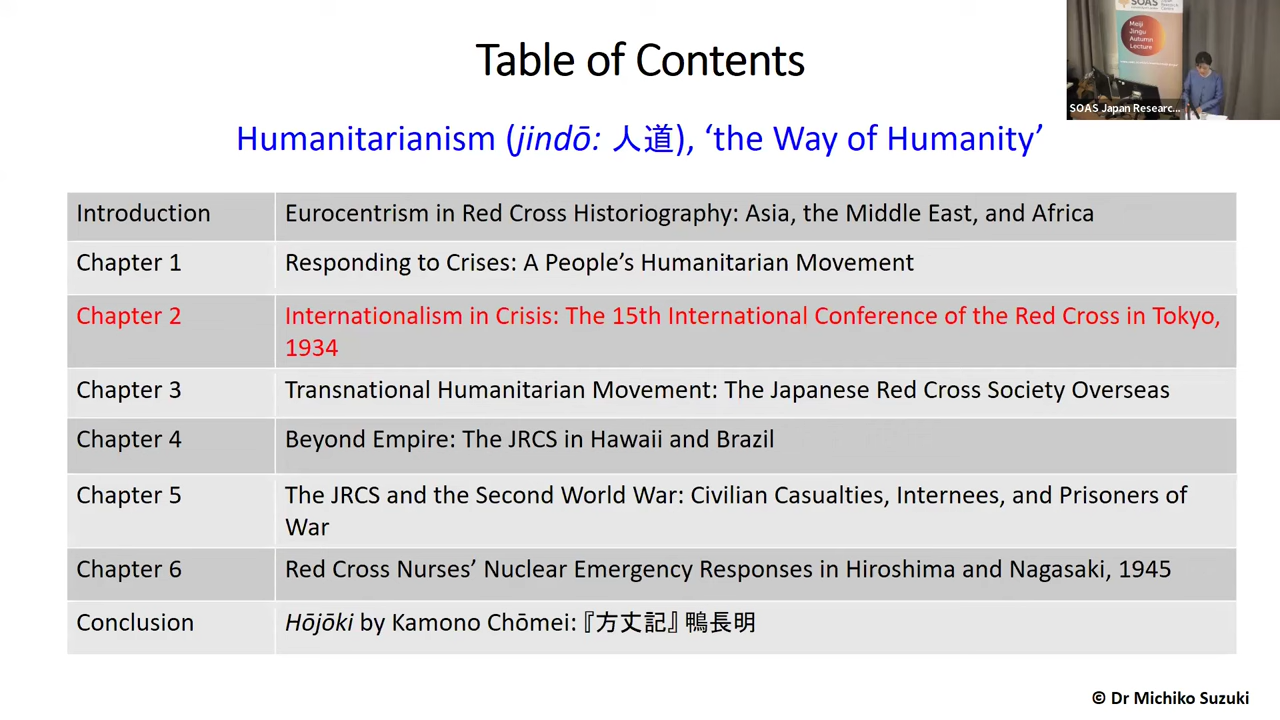 Table of Contents
Humanitarianism (jindō: 人道), ‘the Way of Humanity’
Introduction
Eurocentrism in Red Cross Historiography: Asia, the Middle East, and Africa
Chapter 1
Responding to Crises: A People’s Humanitarian Movement
Chapter 2
Internationalism in Crisis: The 15th International Conference of the Red Cross in Tokyo,
1934
Chapter 3
Transnational Humanitarian Movement: The Japanese Red Cross Society Overseas
Chapter 4
Beyond Empire: The JRCS in Hawaii and Brazil
Chapter 5
The JRCS and the Second World War: Civilian Casualties, Internees, and Prisoners of
War
Chapter 6
Red Cross Nurses’ Nuclear Emergency Responses in Hiroshima and Nagasaki, 1945
Conclusion
Hōjōki by Kamono Chōmei:『方丈記』鴨長明
© Dr Michiko Suzuki
SOAS
Meiji
Jingu
Autumn
Lecture
SOAS Japan Researc...